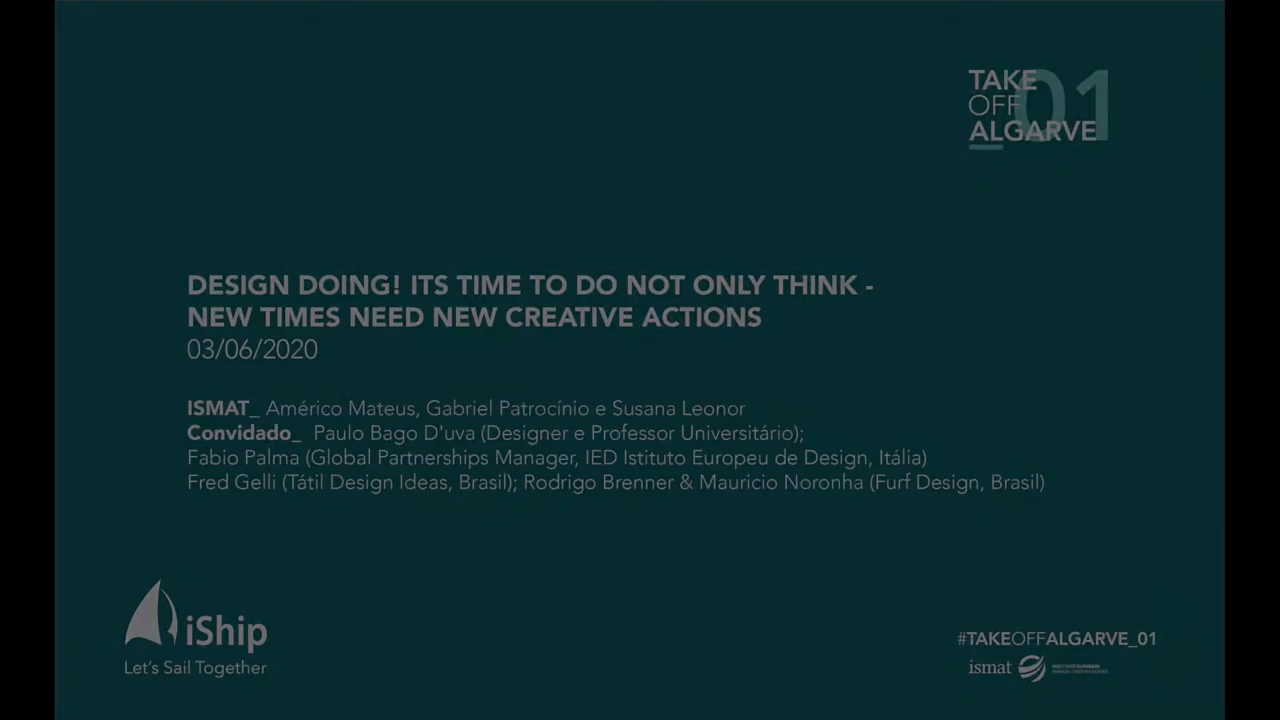 TAKE
OFF 01
ALGARVE
DESIGN DOING! ITS TIME TO DO NOT ONLY THINK -
NEW TIMES NEED NEW CREATIVE ACTIONS
03/06/2020
ISMAT_ Américo Mateus, Gabriel Patrocínio e Susana Leonor
Convidado_ Paulo Bago D'uva (Designer e Professor Universitário);
Fabio Palma (Global Partnerships Manager, IED Istituto Europeu de Design, Itália)
Fred Gelli (Tátil Design Ideas, Brasil); Rodrigo Brenner & Mauricio Noronha (Furf Design, Brasil)
iShip
Let's Sail Together
#TAKEOFFALGARVE_01
ismat